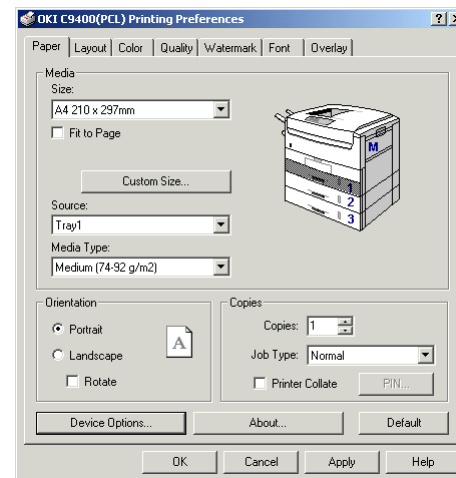 OKI C9400(PCL) Printing Preferences
Paper Layout Color Quality Watermark Font Overlay
Media
Size:
A4 210 x 297mm
Fit to Page
Custom Size...
Source:
Tray1
Media Type:
Medium (74-92 g/m2)
M
1
2
3
Orientation
Portrait
Landscape
Rotate
A
Copies
Copies: 1
Job Type: Normal
Printer Collate PIN...
Device Options... About... Default
OK Cancel Apply Help